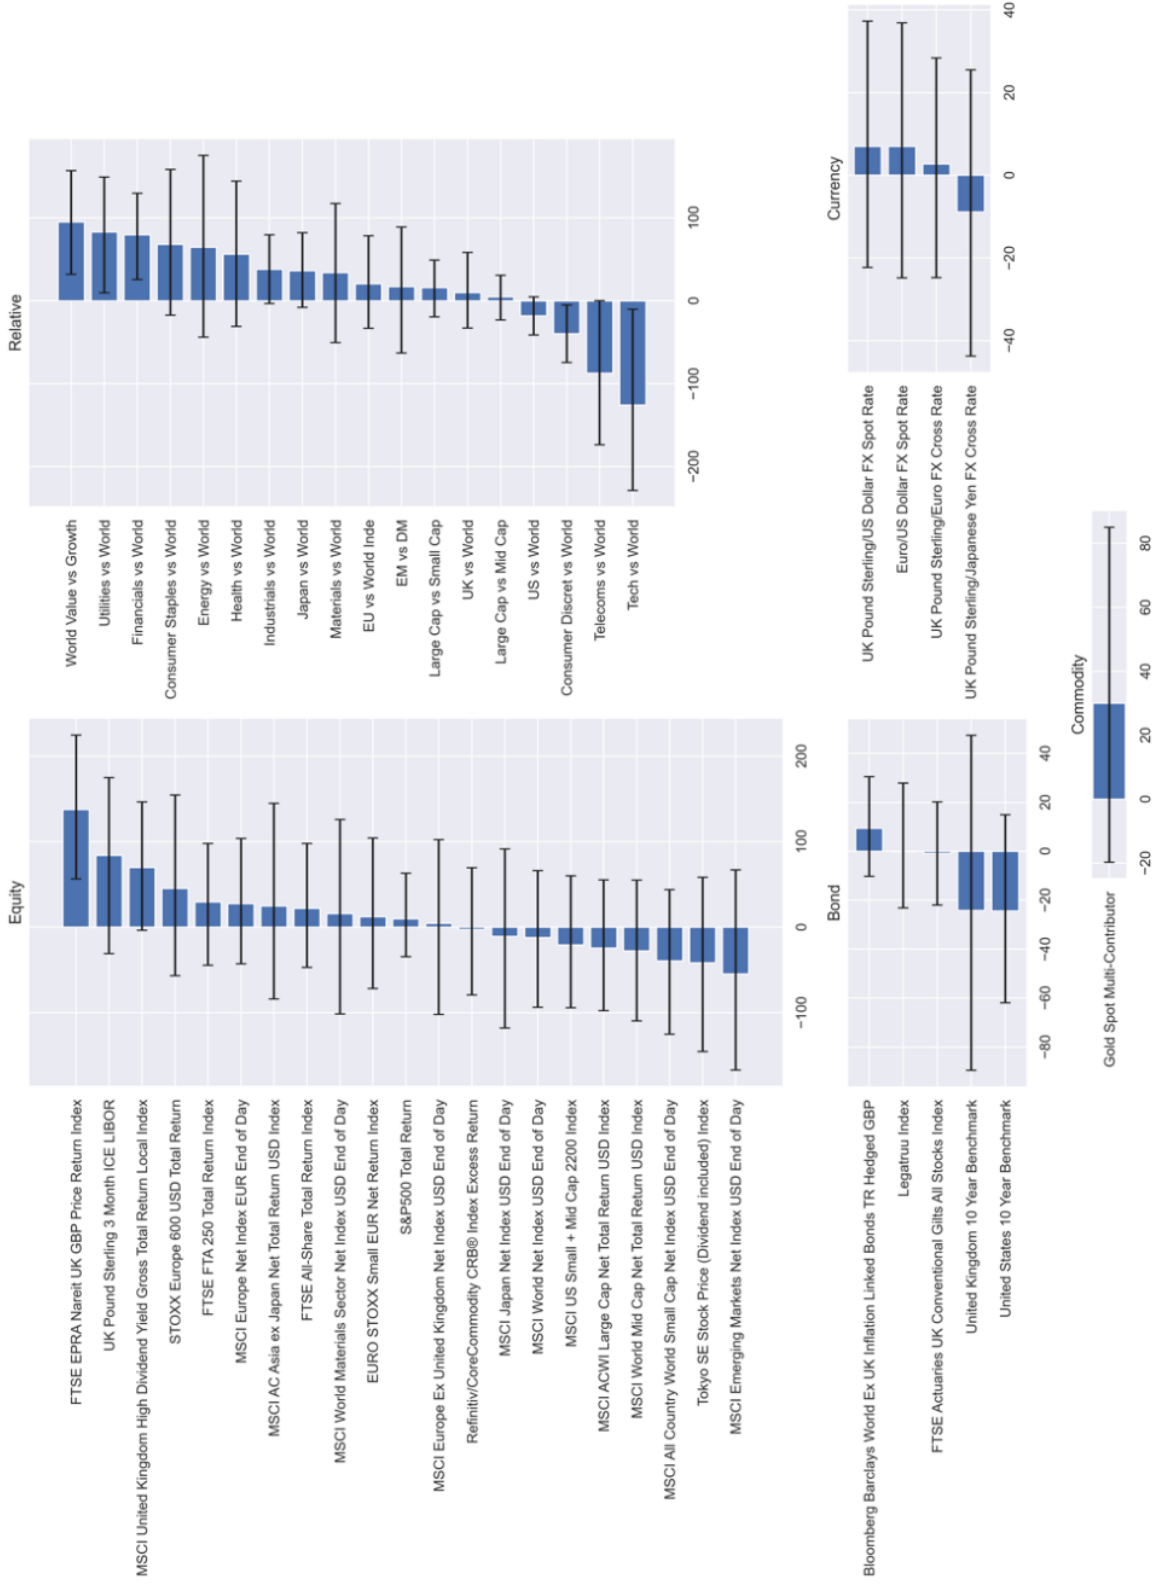 Equity
FTSE EPRA Nareit UK GBP Price Return Index
UK Pound Sterling 3 Month ICE LIBOR
MSCI United Kingdom High Dividend Yield Gross Total Return Local Index
STOXX Europe 600 USD Total Return
FTSE FTA 250 Total Return Index
MSCI Europe Net Index EUR End of Day
MSCI AC Asia ex Japan Net Total Return USD Index
FTSE All-Share Total Return Index
MSCI World Materials Sector Net Index USD End of Day
EURO STOXX Small EUR Net Return Index
S&P500 Total Return
MSCI Europe Ex United Kingdom Net Index USD End of Day
Refinitiv/CoreCommodity CRB® Index Excess Return
MSCI Japan Net Index USD End of Day
MSCI World Net Index USD End of Day
MSCI US Small + Mid Cap 2200 Index
MSCI ACWI Large Cap Net Total Return USD Index
MSCI World Mid Cap Net Total Return USD Index
MSCI All Country World Small Cap Net Index USD End of Day
Tokyo SE Stock Price (Dividend included) Index
MSCI Emerging Markets Net Index USD End of Day
−100 0 100 200
Relative
World Value vs Growth
Utilities vs World
Financials vs World
Consumer Staples vs World
Energy vs World
Health vs World
Industrials vs World
Japan vs World
Materials vs World
EU vs World Inde
EM vs DM
Large Cap vs Small Cap
UK vs World
Large Cap vs Mid Cap
US vs World
Consumer Discret vs World
Telecoms vs World
Tech vs World
−200 −100 0 100
Bond
Bloomberg Barclays World Ex UK Inflation Linked Bonds TR Hedged GBP
Legatruu Index
FTSE Actuaries UK Conventional Gilts All Stocks Index
United Kingdom 10 Year Benchmark
United States 10 Year Benchmark
−80 −60 −40 −20 0 20 40
Currency
UK Pound Sterling/US Dollar FX Spot Rate
Euro/US Dollar FX Spot Rate
UK Pound Sterling/Euro FX Cross Rate
UK Pound Sterling/Japanese Yen FX Cross Rate
−40 −20 0 20 40
Commodity
Gold Spot Multi-Contributor
−20 0 20 40 60 80